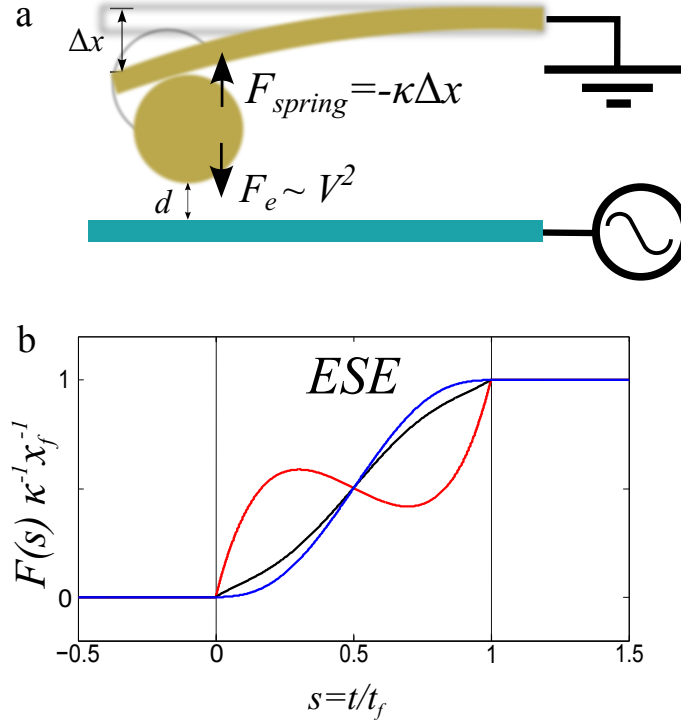 a
Δx
F_spring=-κΔx
d
F_e ~ V²
b
ESE
F(s) κ⁻¹ x_f⁻¹
1
0
−0.5
0
0.5
1
1.5
s=t/t_f